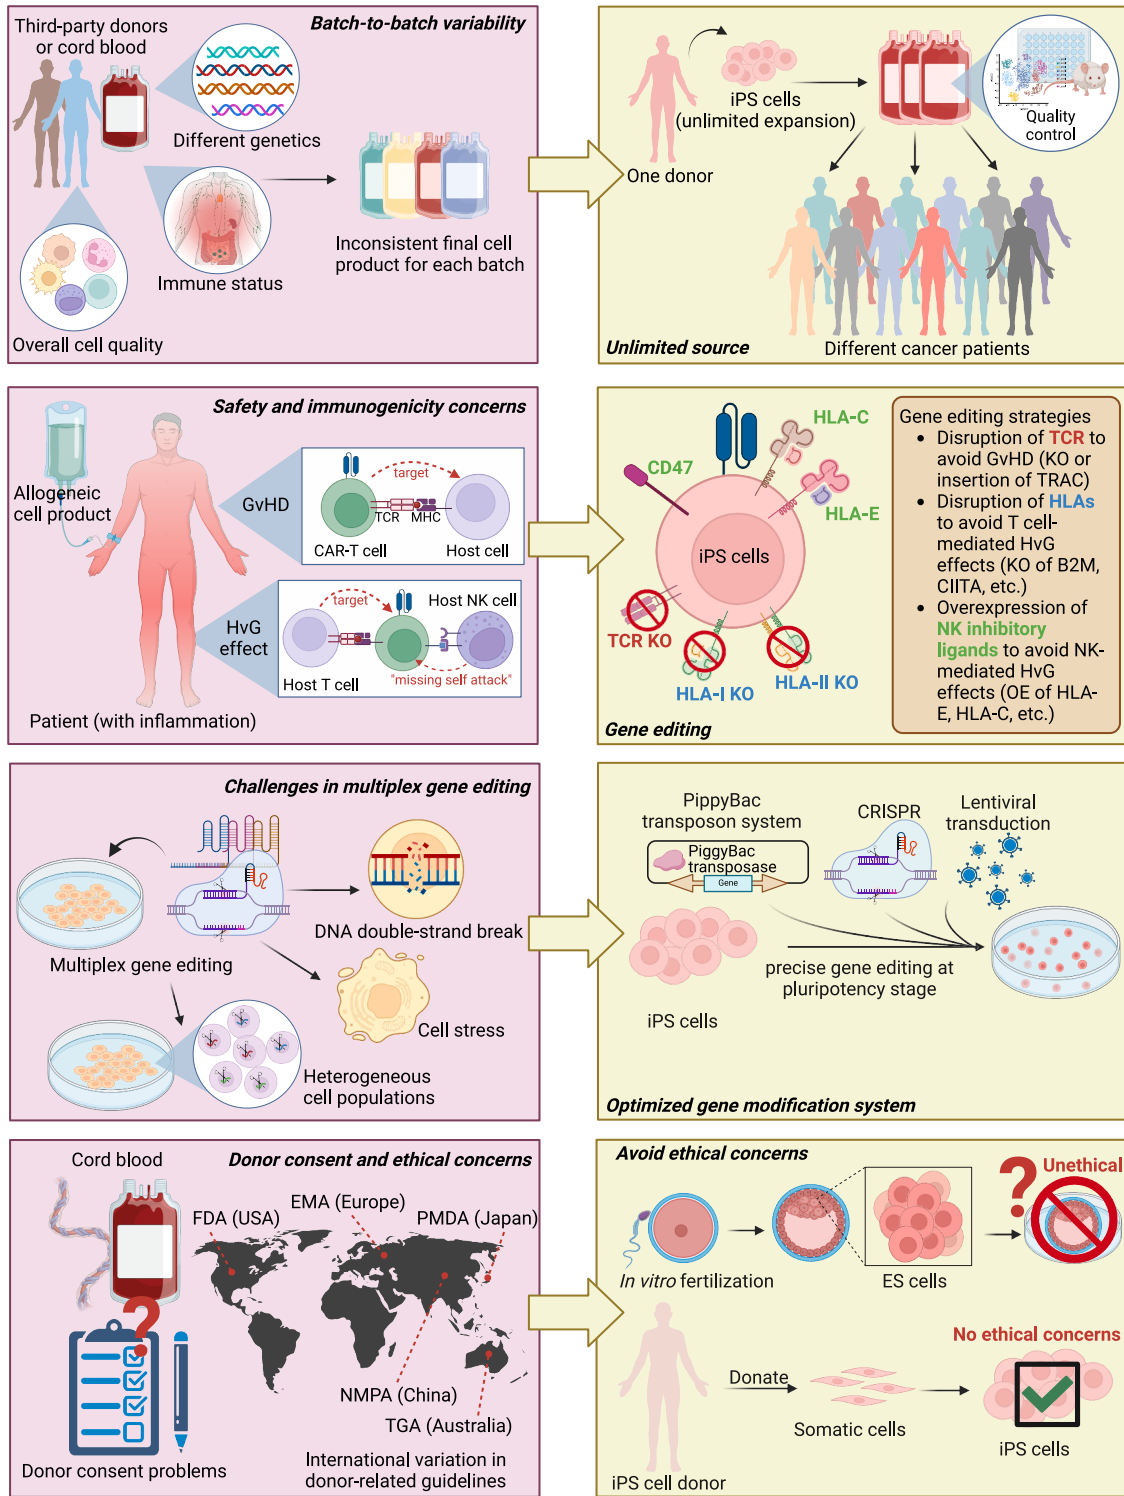 Batch-to-batch variability
Third-party donors
or cord blood
Different genetics
Immune status
Overall cell quality
Inconsistent final cell
product for each batch
One donor
iPS cells
(unlimited expansion)
Quality
control
Unlimited source
Different cancer patients
Safety and immunogenicity concerns
Allogeneic
cell product
GvHD
target
TCR
MHC
CAR-T cell
Host cell
HvG
effect
target
Host NK cell
Host T cell
"missing self attack"
Patient (with inflammation)
HLA-C
CD47
HLA-E
iPS cells
TCR KO
HLA-I KO
HLA-II KO
Gene editing
Gene editing strategies
• Disruption of TCR to
avoid GvHD (KO or
insertion of TRAC)
• Disruption of HLAs
to avoid T cell-
mediated HvG
effects (KO of B2M,
CIITA, etc.)
• Overexpression of
NK inhibitory
ligands to avoid NK-
mediated HvG
effects (OE of HLA-
E, HLA-C, etc.)
Challenges in multiplex gene editing
Multiplex gene editing
DNA double-strand break
Cell stress
Heterogeneous
cell populations
PippyBac
transposon system
PiggyBac
transposase
Gene
CRISPR
Lentiviral
transduction
iPS cells
precise gene editing at
pluripotency stage
Optimized gene modification system
Donor consent and ethical concerns
Cord blood
FDA (USA)
EMA (Europe)
PMDA (Japan)
NMPA (China)
TGA (Australia)
?
Donor consent problems
International variation in
donor-related guidelines
Avoid ethical concerns
In vitro fertilization
ES cells
?
Unethical
iPS cell donor
Donate
Somatic cells
No ethical concerns
iPS cells